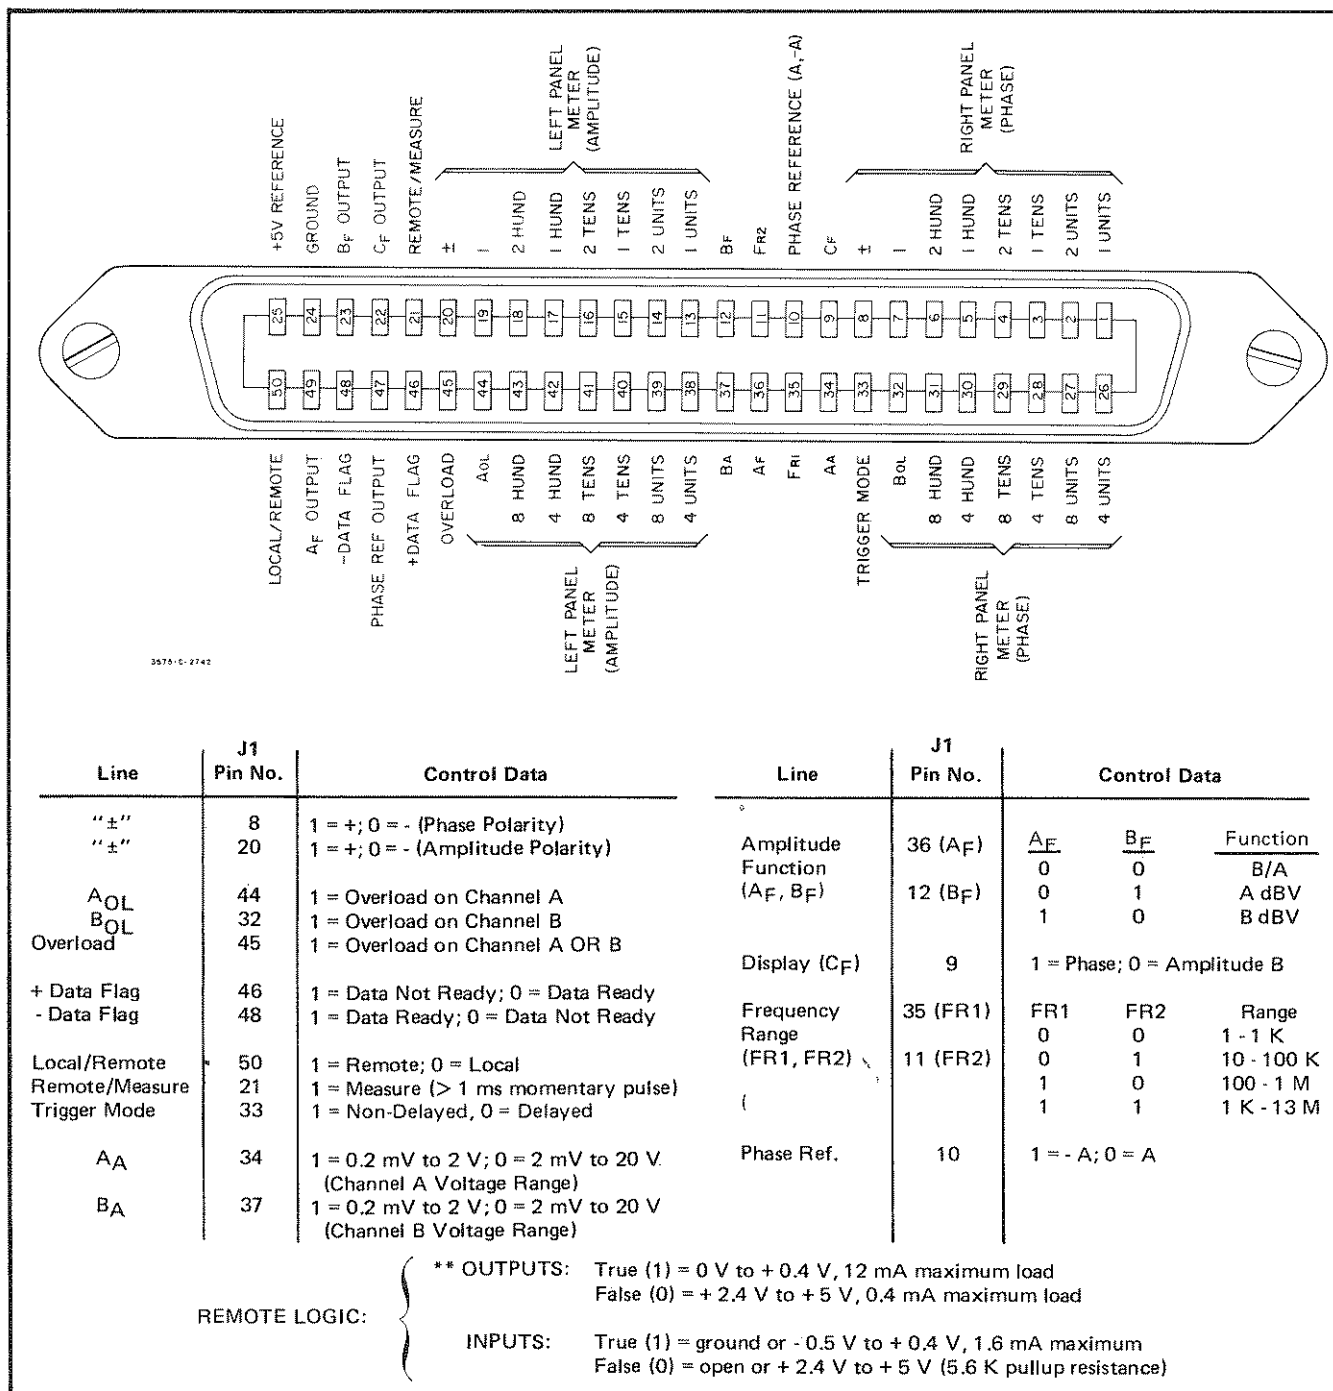 +5V REFERENCE
GROUND
BF OUTPUT
CF OUTPUT
REMOTE/MEASURE
±
1
2 HUND
1 HUND
2 TENS
1 TENS
2 UNITS
1 UNITS
LEFT PANEL
METER
(AMPLITUDE)
BF
FR2
PHASE REFERENCE (A,-A)
CF
±
1
2 HUND
1 HUND
2 TENS
1 TENS
2 UNITS
1 UNITS
RIGHT PANEL
METER
(PHASE)
25 24 23 22 21 20 19 18 17 16 15 14 13 12 11 10 9 8 7 6 5 4 3 2 1
50 49 48 47 46 45 44 43 42 41 40 39 38 37 36 35 34 33 32 31 30 29 28 27 26
LOCAL/REMOTE
AF OUTPUT
-DATA FLAG
PHASE REF OUTPUT
+DATA FLAG
OVERLOAD
AOL
8 HUND
4 HUND
8 TENS
4 TENS
8 UNITS
4 UNITS
LEFT PANEL
METER
(AMPLITUDE)
BA
AF
FR1
AA
TRIGGER MODE
BOL
8 HUND
4 HUND
8 TENS
4 TENS
8 UNITS
4 UNITS
RIGHT PANEL
METER
(PHASE)
3575-C-2742
Line J1 Pin No. Control Data
"±" 8 1 = +; 0 = - (Phase Polarity)
"±" 20 1 = +; 0 = - (Amplitude Polarity)
AOL 44 1 = Overload on Channel A
BOL 32 1 = Overload on Channel B
Overload 45 1 = Overload on Channel A OR B
+ Data Flag 46 1 = Data Not Ready; 0 = Data Ready
- Data Flag 48 1 = Data Ready; 0 = Data Not Ready
Local/Remote 50 1 = Remote; 0 = Local
Remote/Measure 21 1 = Measure (> 1 ms momentary pulse)
Trigger Mode 33 1 = Non-Delayed, 0 = Delayed
AA 34 1 = 0.2 mV to 2 V; 0 = 2 mV to 20 V.
(Channel A Voltage Range)
BA 37 1 = 0.2 mV to 2 V; 0 = 2 mV to 20 V
(Channel B Voltage Range)
Line J1 Pin No. Control Data
Amplitude 36 (AF) AF BF Function
Function 0 0 B/A
(AF, BF) 12 (BF) 0 1 A dBV
1 0 B dBV
Display (CF) 9 1 = Phase; 0 = Amplitude B
Frequency 35 (FR1) FR1 FR2 Range
Range 0 0 1 - 1 K
(FR1, FR2) 11 (FR2) 0 1 10 - 100 K
1 0 100 - 1 M
( 1 1 1 K - 13 M
Phase Ref. 10 1 = - A; 0 = A
REMOTE LOGIC:
** OUTPUTS: True (1) = 0 V to + 0.4 V, 12 mA maximum load
False (0) = + 2.4 V to + 5 V, 0.4 mA maximum load
INPUTS: True (1) = ground or - 0.5 V to + 0.4 V, 1.6 mA maximum
False (0) = open or + 2.4 V to + 5 V (5.6 K pullup resistance)